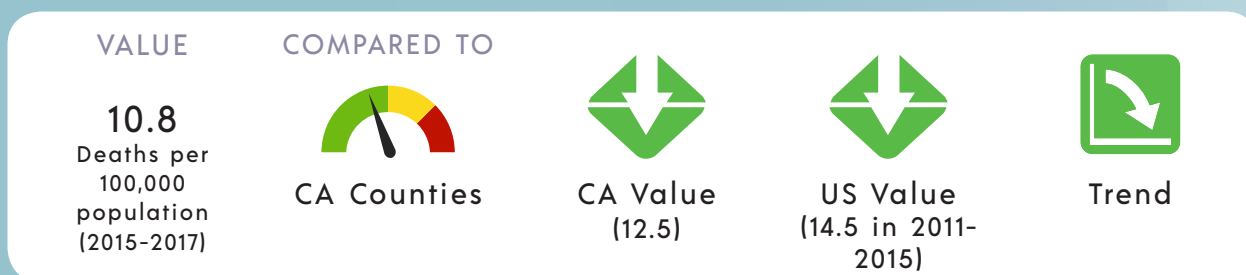 VALUE
COMPARED TO
10.8
Deaths per
100,000
population
(2015-2017)
CA Counties
CA Value
(12.5)
US Value
(14.5 in 2011-
2015)
Trend